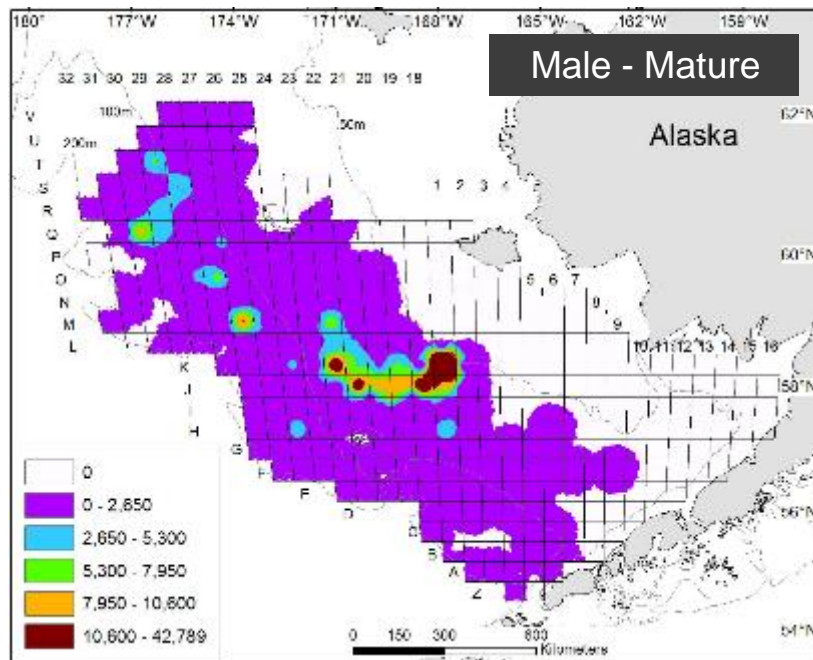 180° 177°W 174°W 171°W 168°W 165°W 162°W 159°W
Male - Mature
32 31 30 29 28 27 26 25 24 23 22 21 20 19 18
100m
50m
62°N
200m
Alaska
V
U
T
S
R
Q
P
O
N
M
L
1 2 3 4
60°N
5 6 7
8
9
10 11 12 13 14 15 16
K
J
H
58°N
G
F
E
D
C
B
A
Z
56°N
54°N
0
0 - 2,650
2,650 - 5,300
5,300 - 7,950
7,950 - 10,600
10,600 - 42,789
0 150 300 600
Kilometers